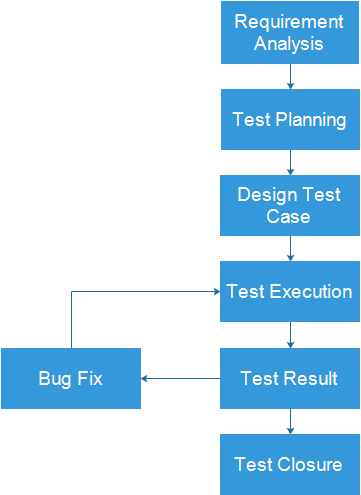 Requirement
Analysis
Test Planning
Design Test
Case
Test Execution
Bug Fix
Test Result
Test Closure